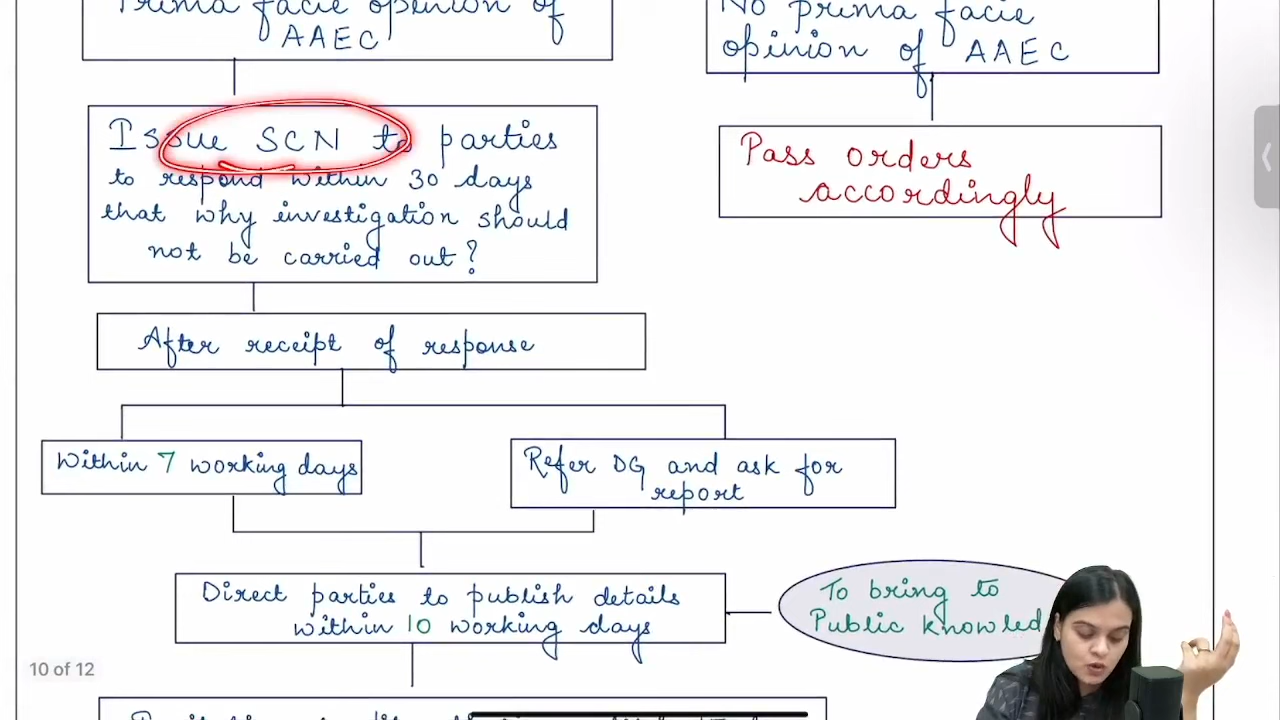 Prima facie opinion of
AAEC
No prima facie
opinion of AAEC
Issue SCN to parties
to respond within 30 days
that why investigation should
not be carried out?
Pass orders
accordingly
After receipt of response
Within 7 working days
Refer DG and ask for
report
Direct parties to publish details
within 10 working days
To bring to
Public knowled
10 of 12